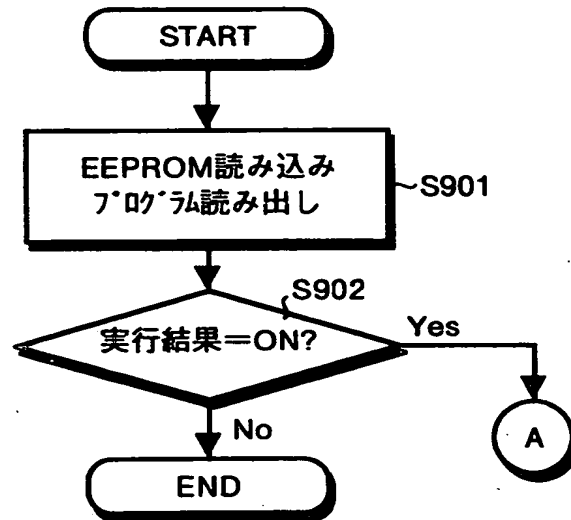 START
EEPROM読み込み
プログラム読み出し
S901
S902
実行結果=ON?
Yes
A
No
END